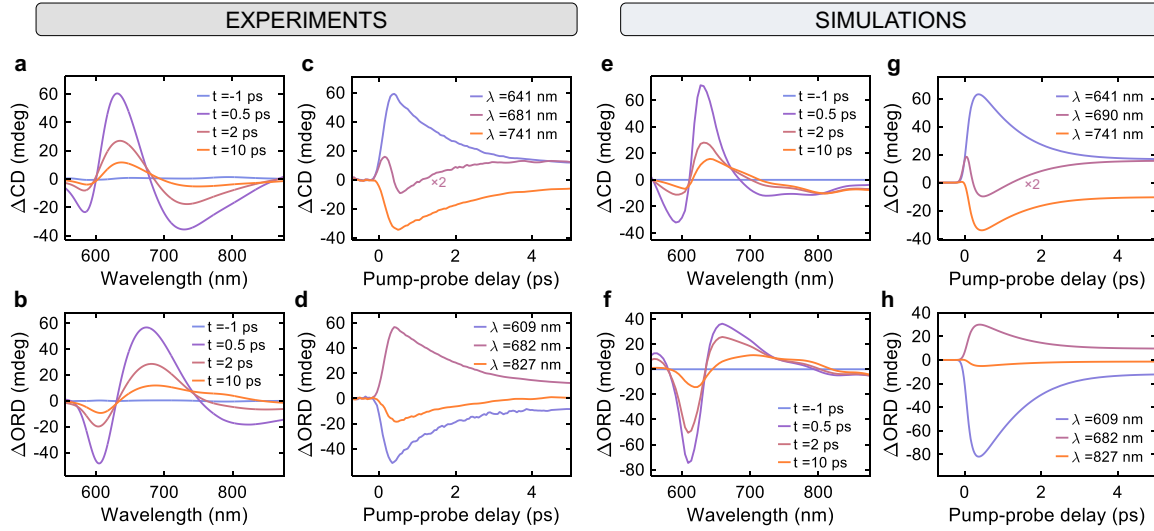 EXPERIMENTS
SIMULATIONS
a
ΔCD (mdeg)
60
40
20
0
-20
-40
600
700
800
Wavelength (nm)
t =-1 ps
t =0.5 ps
t =2 ps
t =10 ps
c
ΔCD (mdeg)
60
40
20
0
-20
-40
0
2
4
Pump-probe delay (ps)
λ =641 nm
λ =681 nm
λ =741 nm
×2
e
ΔCD (mdeg)
60
40
20
0
-20
-40
600
700
800
Wavelength (nm)
t =-1 ps
t =0.5 ps
t =2 ps
t =10 ps
g
ΔCD (mdeg)
60
40
20
0
-20
-40
0
2
4
Pump-probe delay (ps)
λ =641 nm
λ =690 nm
λ =741 nm
×2
b
ΔORD (mdeg)
60
40
20
0
-20
-40
600
700
800
Wavelength (nm)
t =-1 ps
t =0.5 ps
t =2 ps
t =10 ps
d
ΔORD (mdeg)
60
40
20
0
-20
-40
0
2
4
Pump-probe delay (ps)
λ =609 nm
λ =682 nm
λ =827 nm
f
ΔORD (mdeg)
40
20
0
-20
-40
-60
-80
600
700
800
Wavelength (nm)
t =-1 ps
t =0.5 ps
t =2 ps
t =10 ps
h
ΔORD (mdeg)
40
20
0
-20
-40
-60
-80
0
2
4
Pump-probe delay (ps)
λ =609 nm
λ =682 nm
λ =827 nm